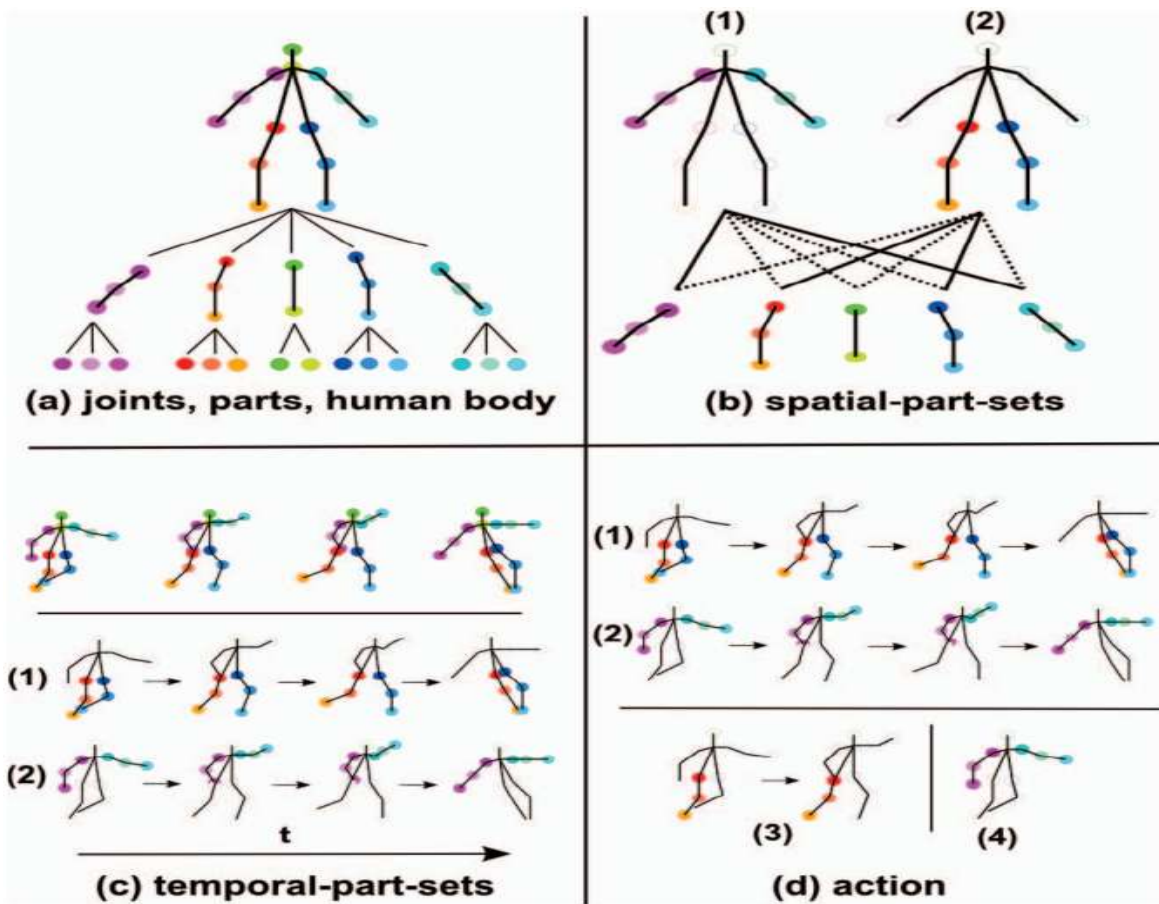 (1)
(2)
(a) joints, parts, human body
(b) spatial-part-sets
(1)
(2)
t
(c) temporal-part-sets
(1)
(2)
(3)
(4)
(d) action